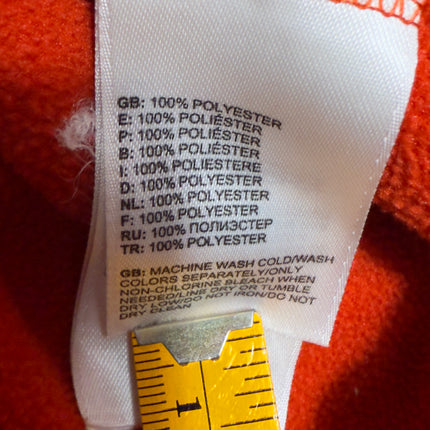 GB: 100% POLYESTER
E: 100% POLIÉSTER
P: 100% POLIÉSTER
B: 100% POLIÉSTER
I: 100% POLIESTERE
D: 100% POLYESTER
NL: 100% POLYESTER
F: 100% POLYESTER
RU: 100% ПОЛИЭСТЕР
TR: 100% POLYESTER
GB: MACHINE WASH COLD/WASH
COLORS SEPARATELY/ONLY
NON-CHLORINE BLEACH WHEN
NEEDED/LINE DRY OR TUMBLE
DRY LOW/DO NOT IRON/DO NOT
DRY CLEAN
1